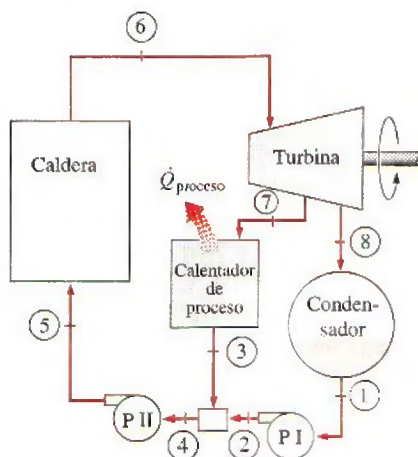 6
Caldera
Turbina
Q̇proceso
7
8
Calentador
de
proceso
Conden-
sador
5
3
1
P II
4
2
P I